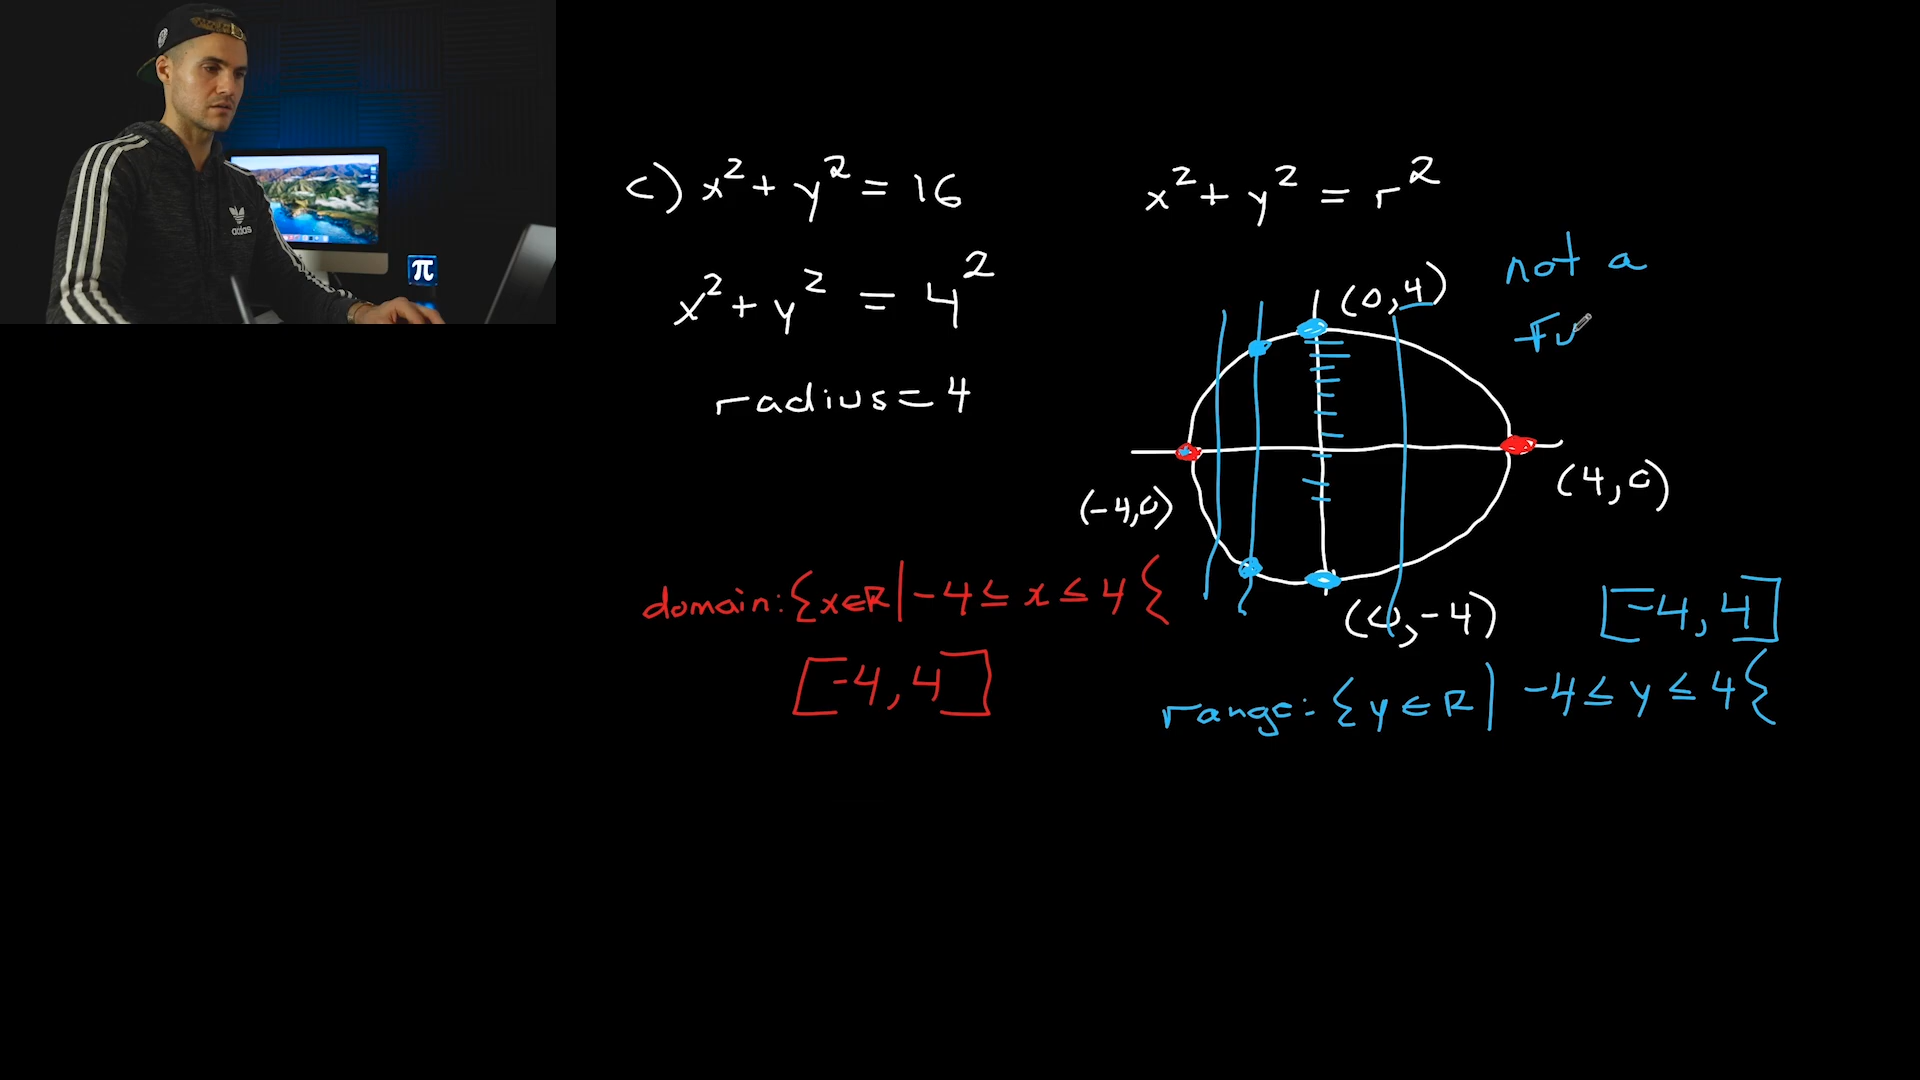 adidas
π
c) x² + y² = 16
x² + y² = r²
x² + y² = 4²
radius = 4
not a
Fu
(0,4)
(-4,0)
(4,0)
(0,-4)
domain: {x∈R | -4 ≤ x ≤ 4 {
[-4, 4]
[-4, 4]
range: {y∈R | -4 ≤ y ≤ 4 {